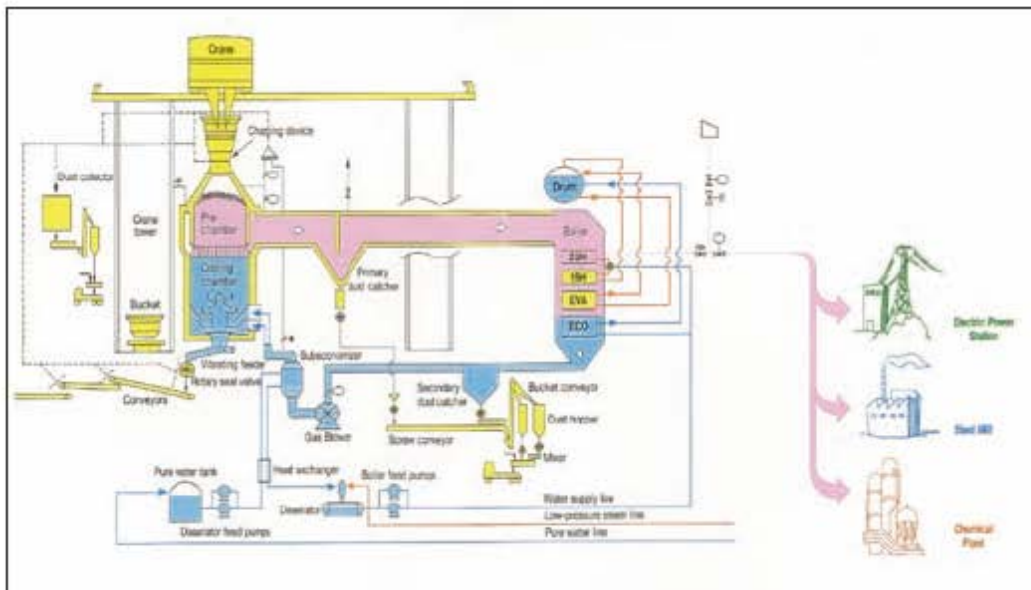 Crane
Charging device
Dust collector
Crane
tower
Pre
chamber
Cooling
chamber
Bucket
Drum
Boiler
EVA
ECO
Primary
dust catcher
Vibrating feeder
Rotary seal valve
Conveyors
Subeconomizer
Gas Blower
Secondary
dust catcher
Bucket conveyor
Dust hopper
Screw conveyor
Mixer
Electric Power
Station
Steel Mill
Chemical
Plant
Pure water tank
Heat exchanger
Boiler feed pumps
Deaerator
Deaerator feed pumps
Water supply line
Low-pressure steam line
Pure water line